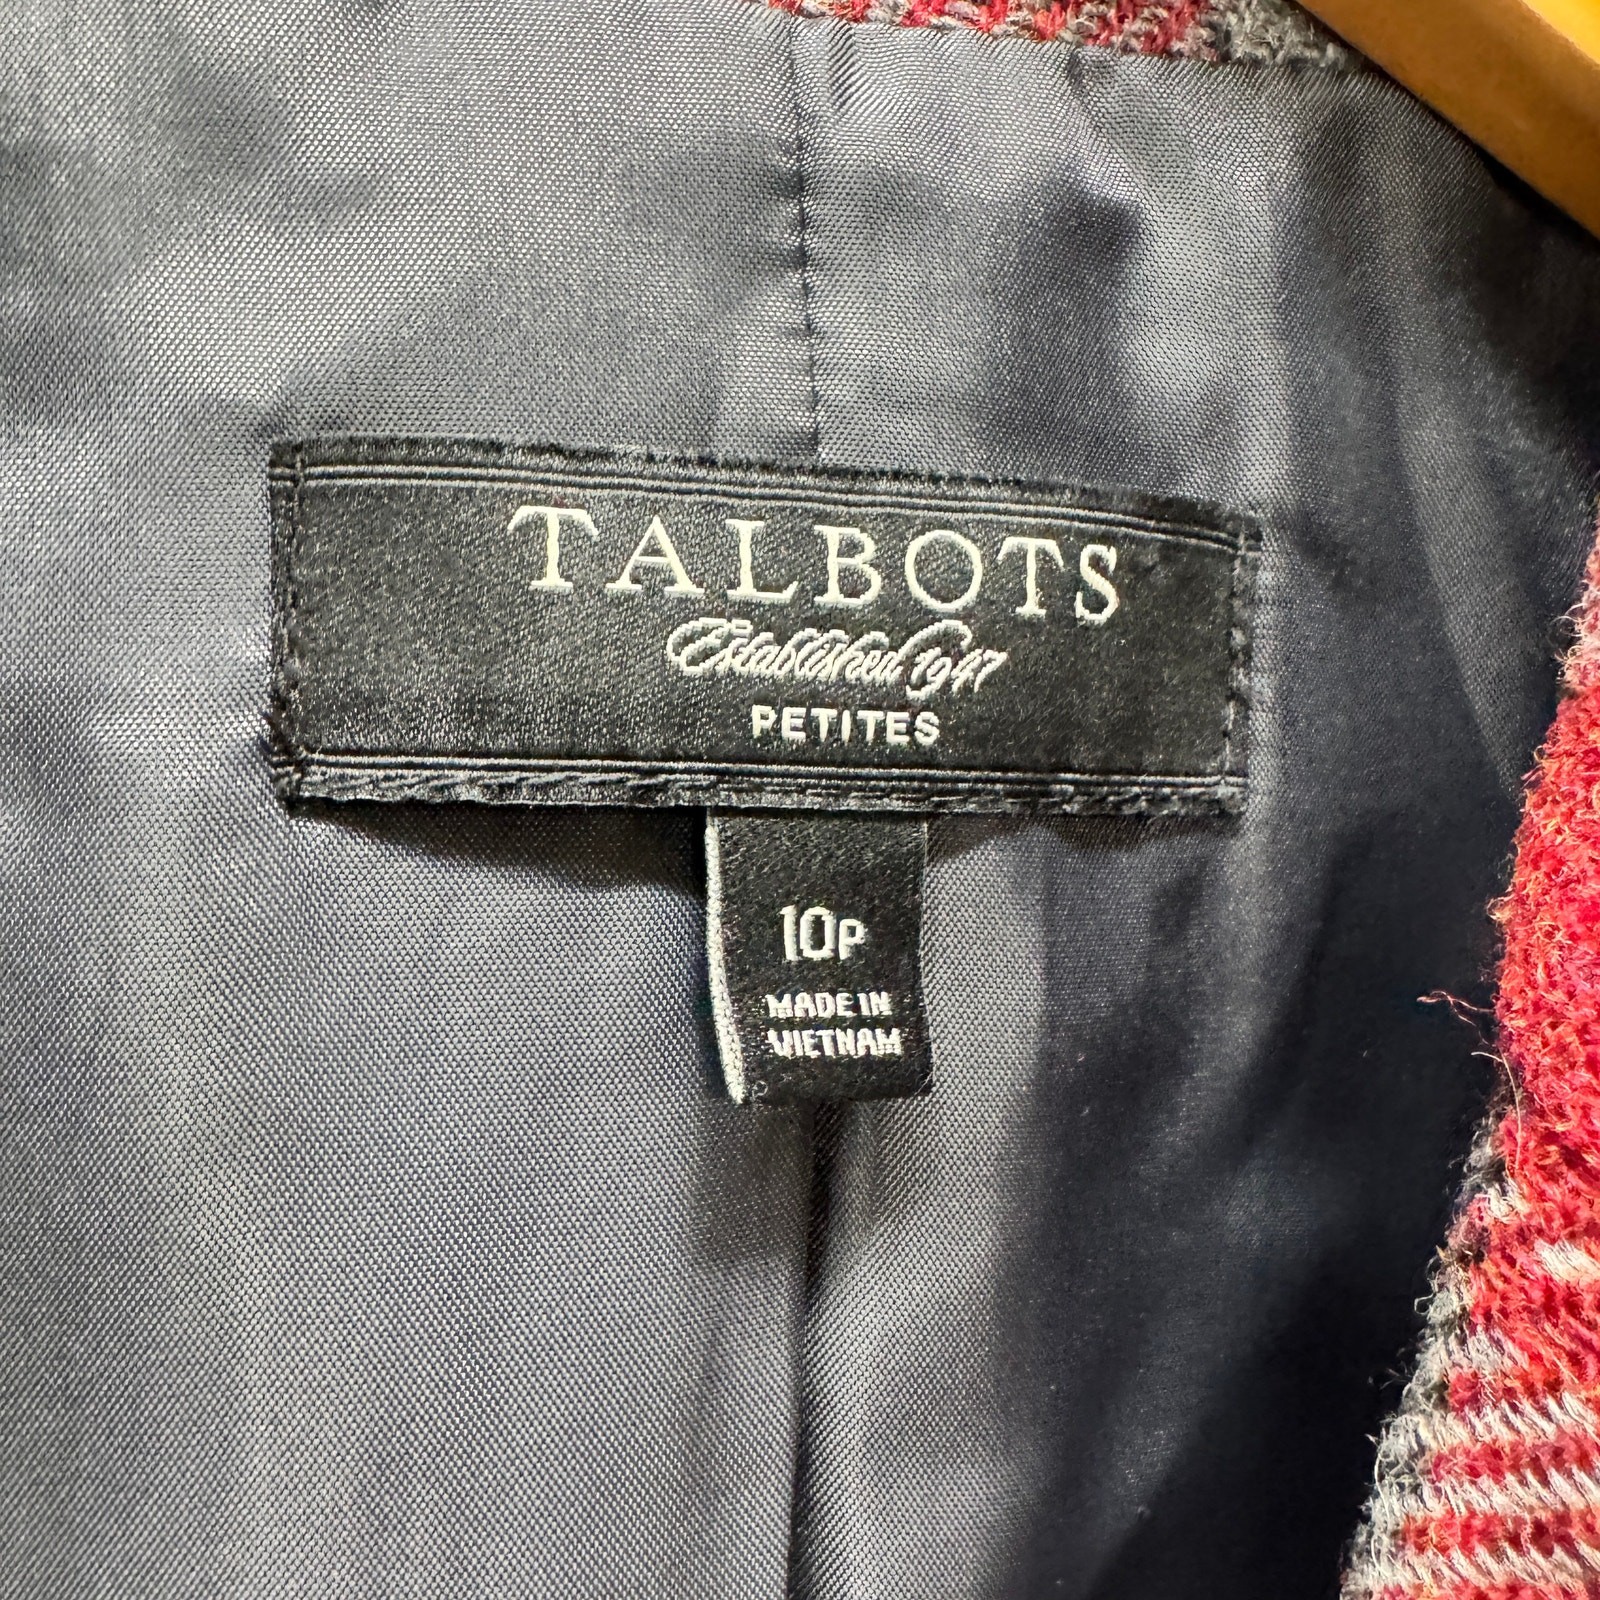 TALBOTS
Established 1947
PETITES
10P
MADE IN
VIETNAM